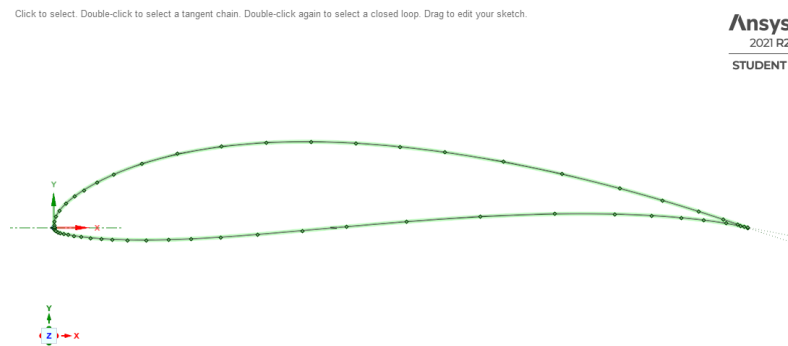 Click to select. Double-click to select a tangent chain. Double-click again to select a closed loop. Drag to edit your sketch.
Ansys
2021 R2
STUDENT
Y
X
Y
Z
X